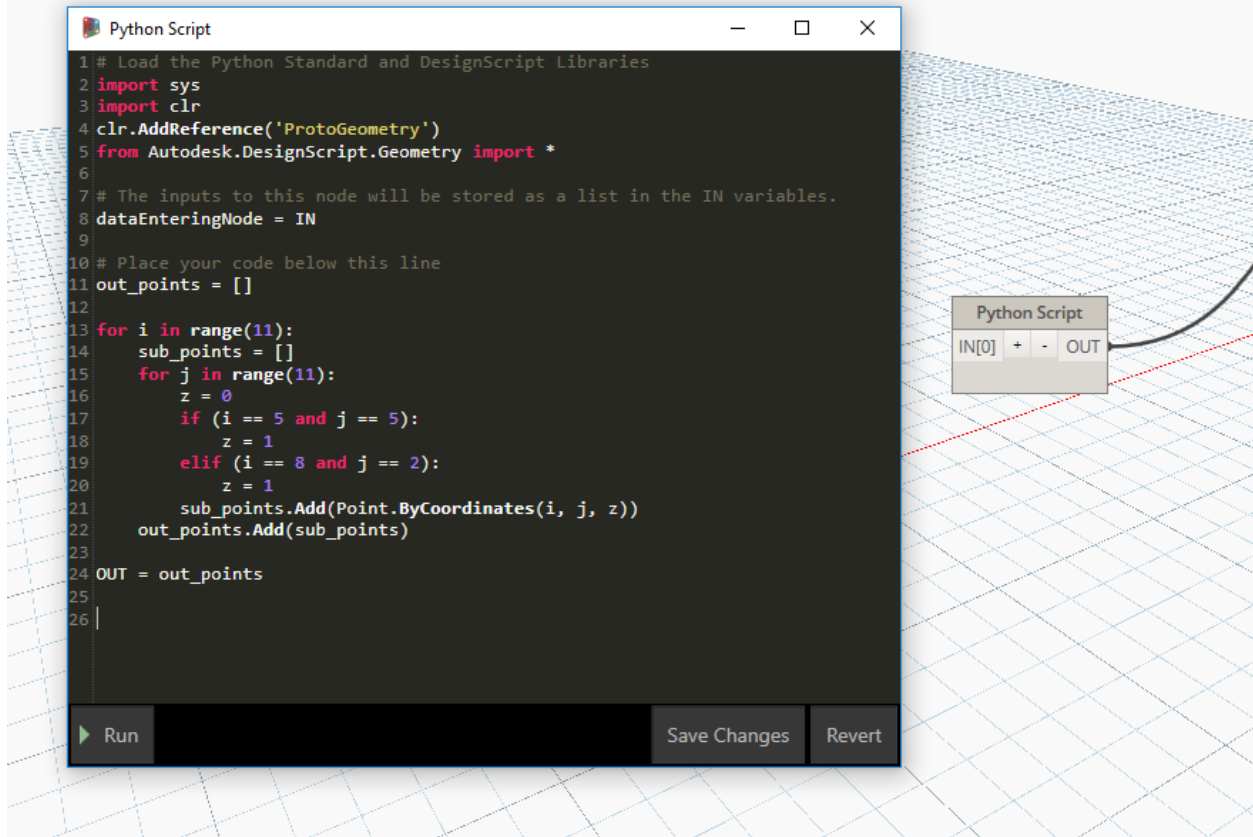 Python Script
1 # Load the Python Standard and DesignScript Libraries
2 import sys
3 import clr
4 clr.AddReference('ProtoGeometry')
5 from Autodesk.DesignScript.Geometry import *
6
7 # The inputs to this node will be stored as a list in the IN variables.
8 dataEnteringNode = IN
9
10 # Place your code below this line
11 out_points = []
12
13 for i in range(11):
14     sub_points = []
15     for j in range(11):
16         z = 0
17         if (i == 5 and j == 5):
18             z = 1
19         elif (i == 8 and j == 2):
20             z = 1
21         sub_points.Add(Point.ByCoordinates(i, j, z))
22     out_points.Add(sub_points)
23
24 OUT = out_points
25
26
Run Save Changes Revert
Python Script
IN[0] + - OUT